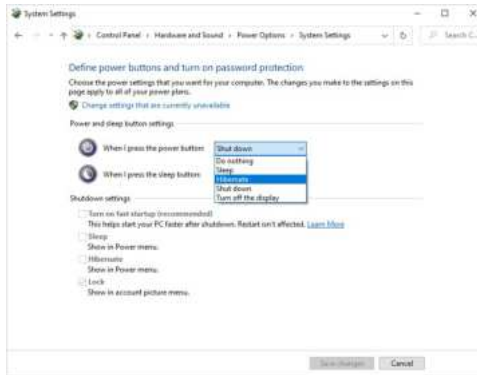 System Settings
Control Panel › Hardware and Sound › Power Options › System Settings
Search C...
Define power buttons and turn on password protection
Choose the power settings that you want for your computer. The changes you make to the settings on this
page apply to all of your power plans.
Change settings that are currently unavailable
Power and sleep button settings
When I press the power button: Shut down
Do nothing
Sleep
When I press the sleep button: Hibernate
Shut down
Turn off the display
Shutdown settings
Turn on fast startup (recommended)
This helps start your PC faster after shutdown. Restart isn't affected. Learn More
Sleep
Show in Power menu.
Hibernate
Show in Power menu.
Lock
Show in account picture menu.
Save changes Cancel